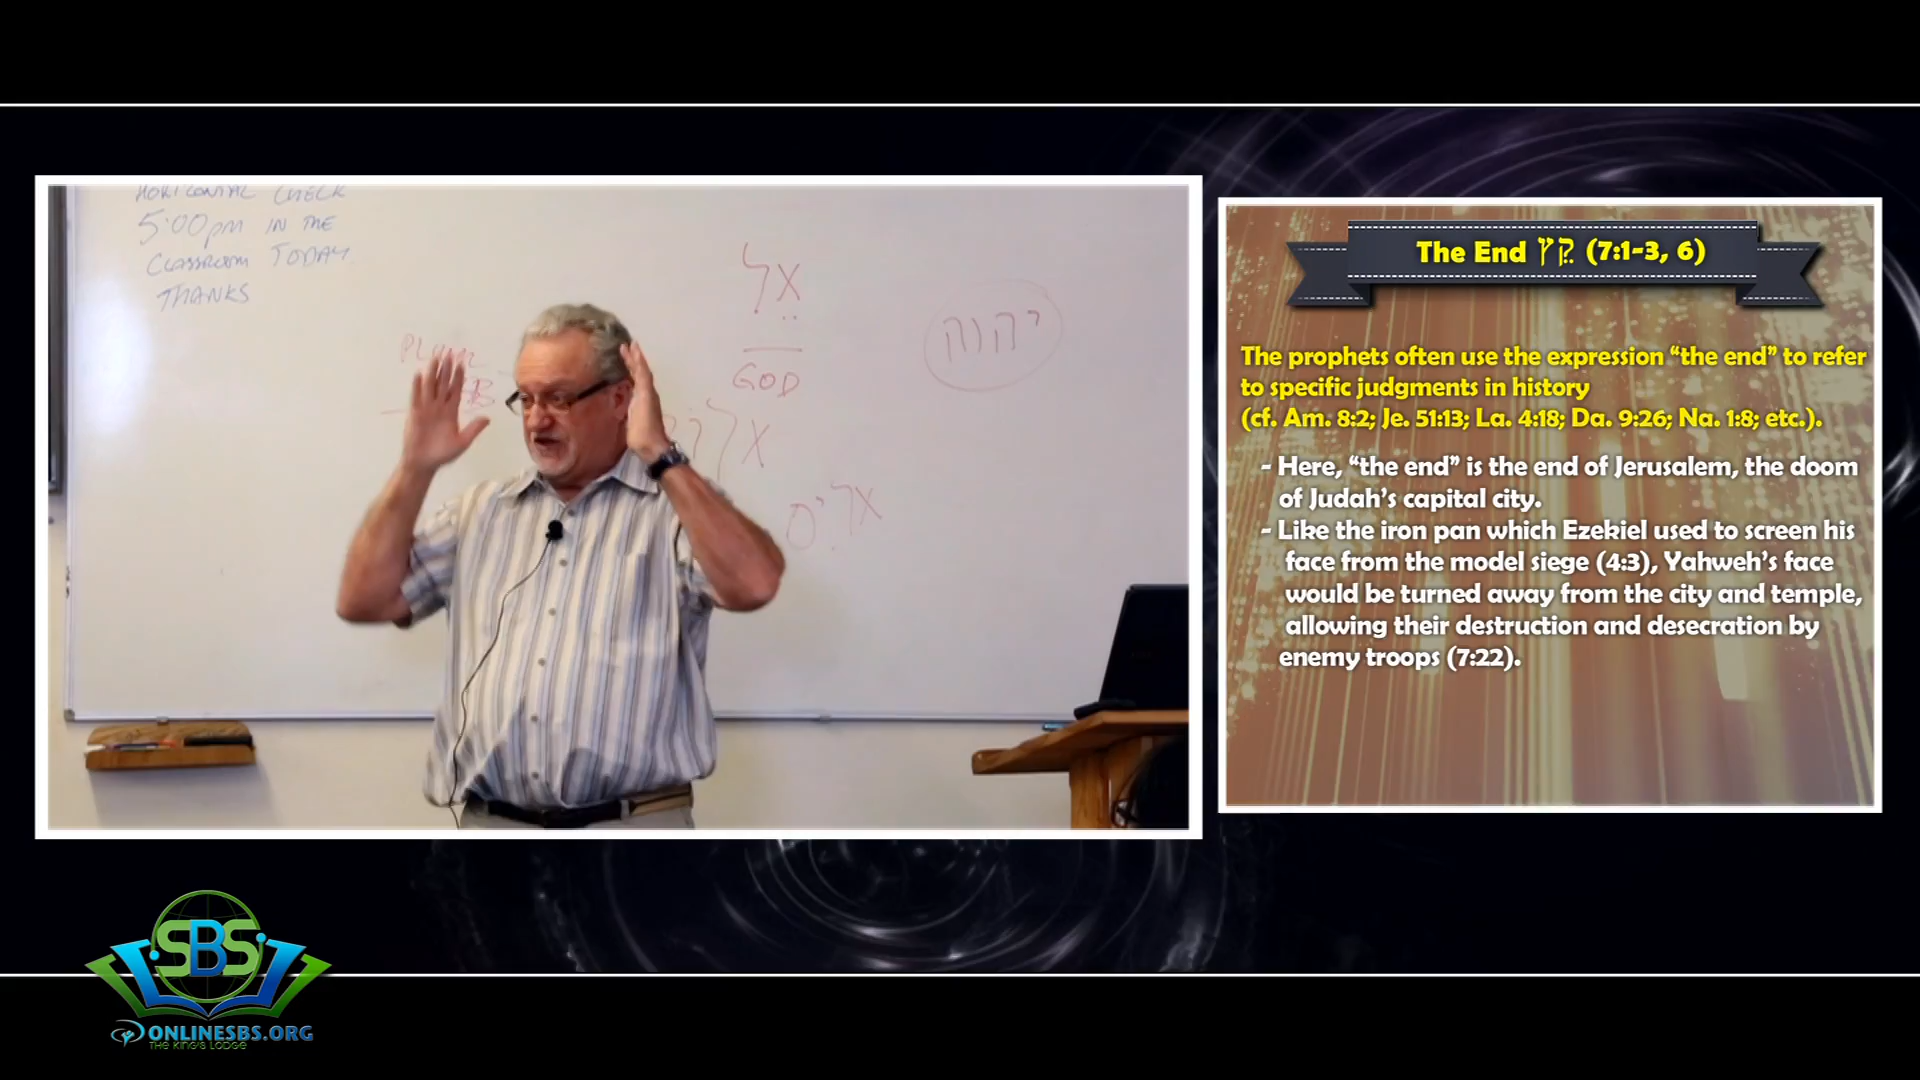 HORIZONTAL CHECK
5:00pm IN THE
CLASSROOM TODAY.
THANKS
אֵל
GOD
יהוה
The End קֵץ (7:1-3, 6)
The prophets often use the expression “the end” to refer
to specific judgments in history
(cf. Am. 8:2; Je. 51:13; La. 4:18; Da. 9:26; Na. 1:8; etc.).
- Here, “the end” is the end of Jerusalem, the doom
of Judah’s capital city.
- Like the iron pan which Ezekiel used to screen his
face from the model siege (4:3), Yahweh’s face
would be turned away from the city and temple,
allowing their destruction and desecration by
enemy troops (7:22).
SBS
ONLINESBS.ORG
THE KING'S LODGE